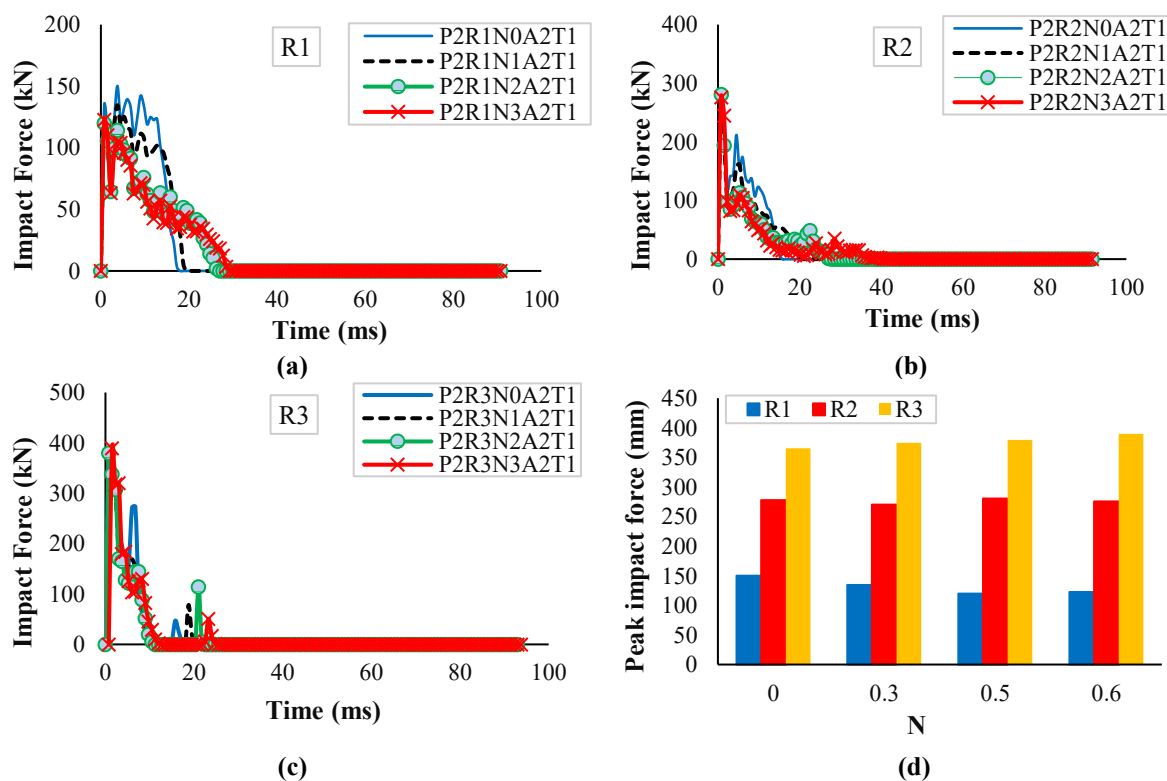 200
150
100
50
0
Impact Force (kN)
R1
P2R1N0A2T1
P2R1N1A2T1
P2R1N2A2T1
P2R1N3A2T1
0 20 40 60 80 100
Time (ms)
(a)
400
300
200
100
0
Impact Force (kN)
R2
P2R2N0A2T1
P2R2N1A2T1
P2R2N2A2T1
P2R2N3A2T1
0 20 40 60 80 100
Time (ms)
(b)
500
400
300
200
100
0
Impact Force (kN)
R3
P2R3N0A2T1
P2R3N1A2T1
P2R3N2A2T1
P2R3N3A2T1
0 20 40 60 80 100
Time (ms)
(c)
450
400
350
300
250
200
150
100
50
0
Peak impact force (mm)
R1 R2 R3
0 0.3 0.5 0.6
N
(d)